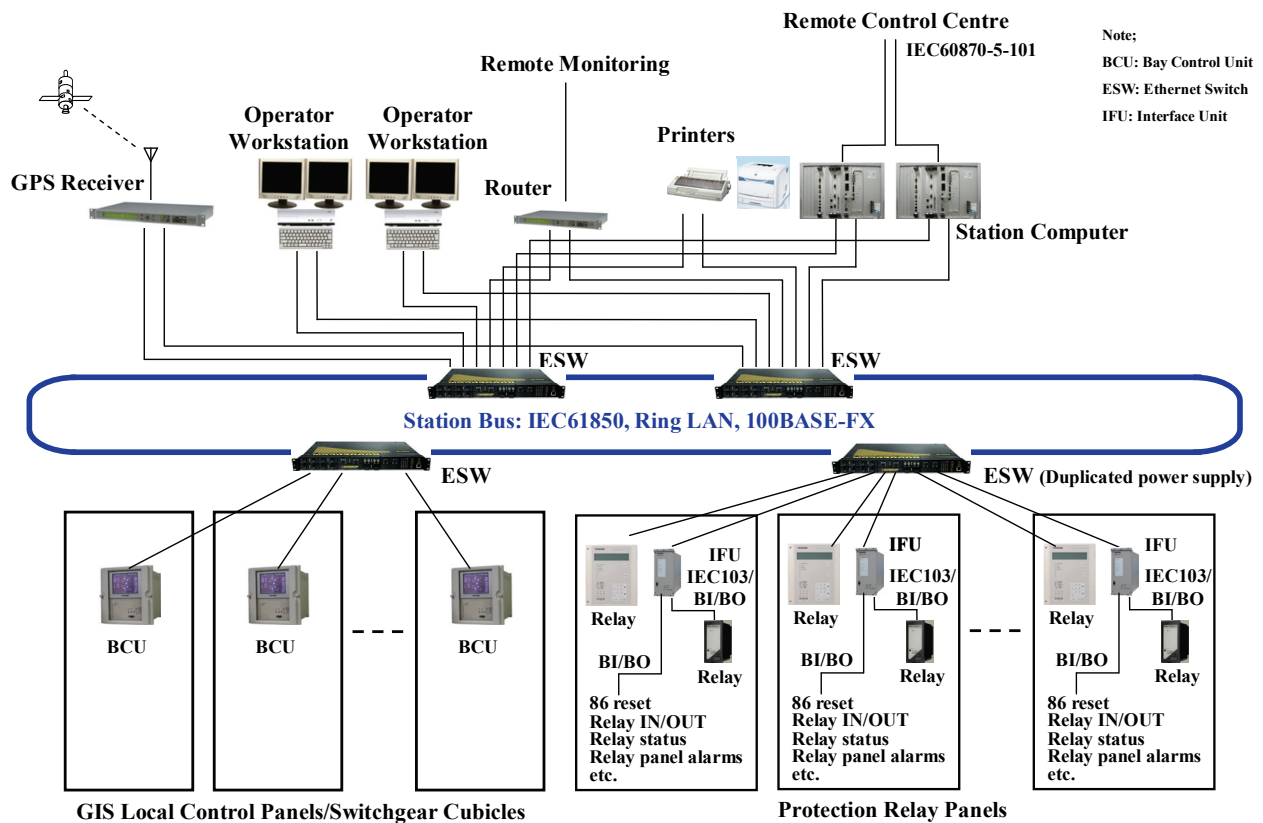 Remote Control Centre
IEC60870-5-101
Note;
BCU: Bay Control Unit
ESW: Ethernet Switch
IFU: Interface Unit
Remote Monitoring
Operator
Workstation
Operator
Workstation
Printers
GPS Receiver
Router
Station Computer
ESW
ESW
Station Bus: IEC61850, Ring LAN, 100BASE-FX
ESW
ESW (Duplicated power supply)
BCU
BCU
BCU
IFU
IEC103/
BI/BO
Relay
BI/BO
Relay
86 reset
Relay IN/OUT
Relay status
Relay panel alarms
etc.
IFU
IEC103/
BI/BO
Relay
BI/BO
Relay
86 reset
Relay IN/OUT
Relay status
Relay panel alarms
etc.
IFU
IEC103/
BI/BO
Relay
BI/BO
Relay
86 reset
Relay IN/OUT
Relay status
Relay panel alarms
etc.
GIS Local Control Panels/Switchgear Cubicles
Protection Relay Panels